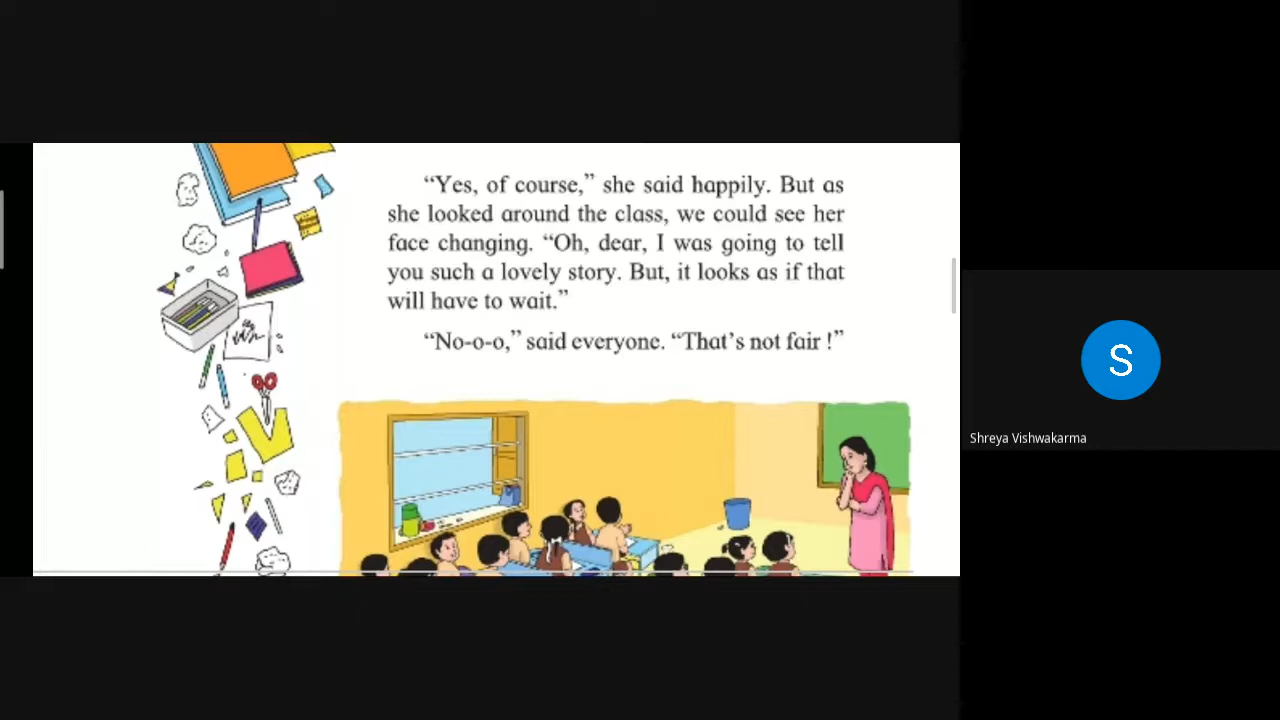 “Yes, of course,” she said happily. But as
she looked around the class, we could see her
face changing. “Oh, dear, I was going to tell
you such a lovely story. But, it looks as if that
will have to wait.”
“No-o-o,” said everyone. “That’s not fair !”
S
Shreya Vishwakarma